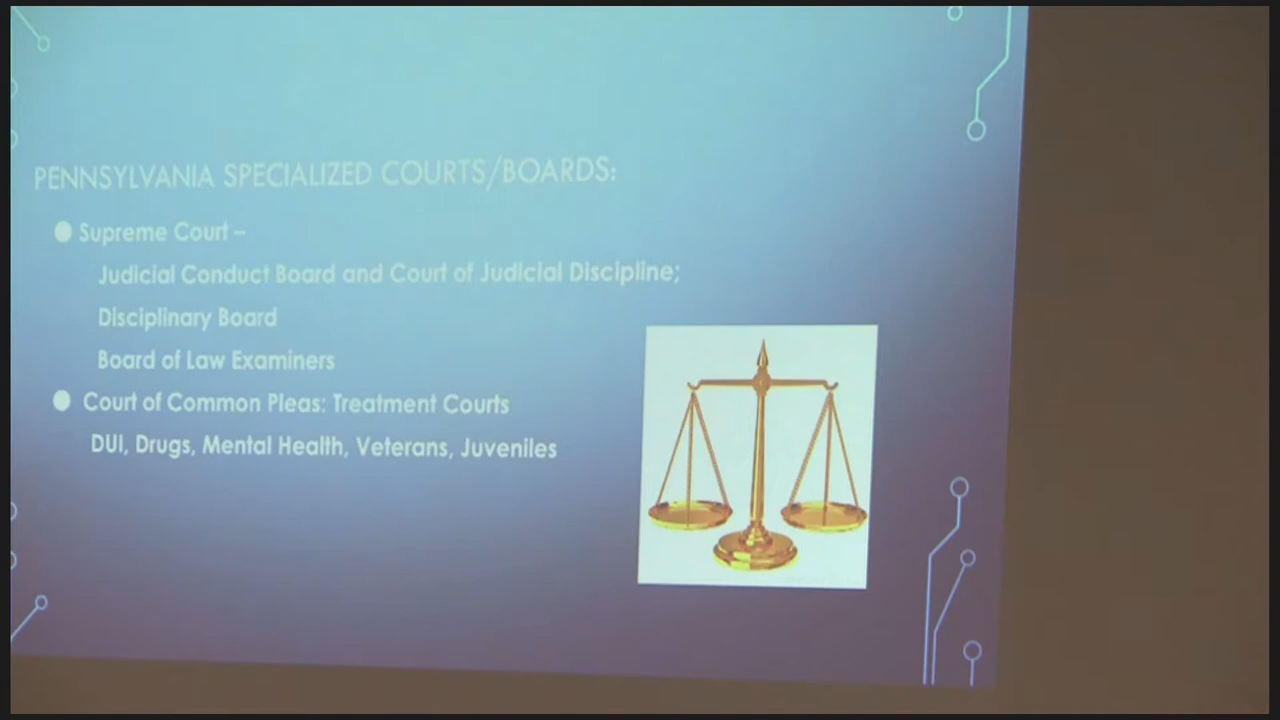 PENNSYLVANIA SPECIALIZED COURTS/BOARDS:
Supreme Court –
Judicial Conduct Board and Court of Judicial Discipline;
Disciplinary Board
Board of Law Examiners
Court of Common Pleas: Treatment Courts
DUI, Drugs, Mental Health, Veterans, Juveniles